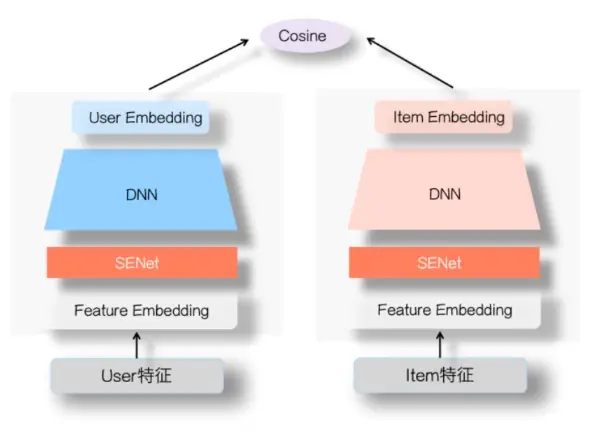 Cosine
User Embedding
DNN
SENet
Feature Embedding
User特征
Item Embedding
DNN
SENet
Feature Embedding
Item特征